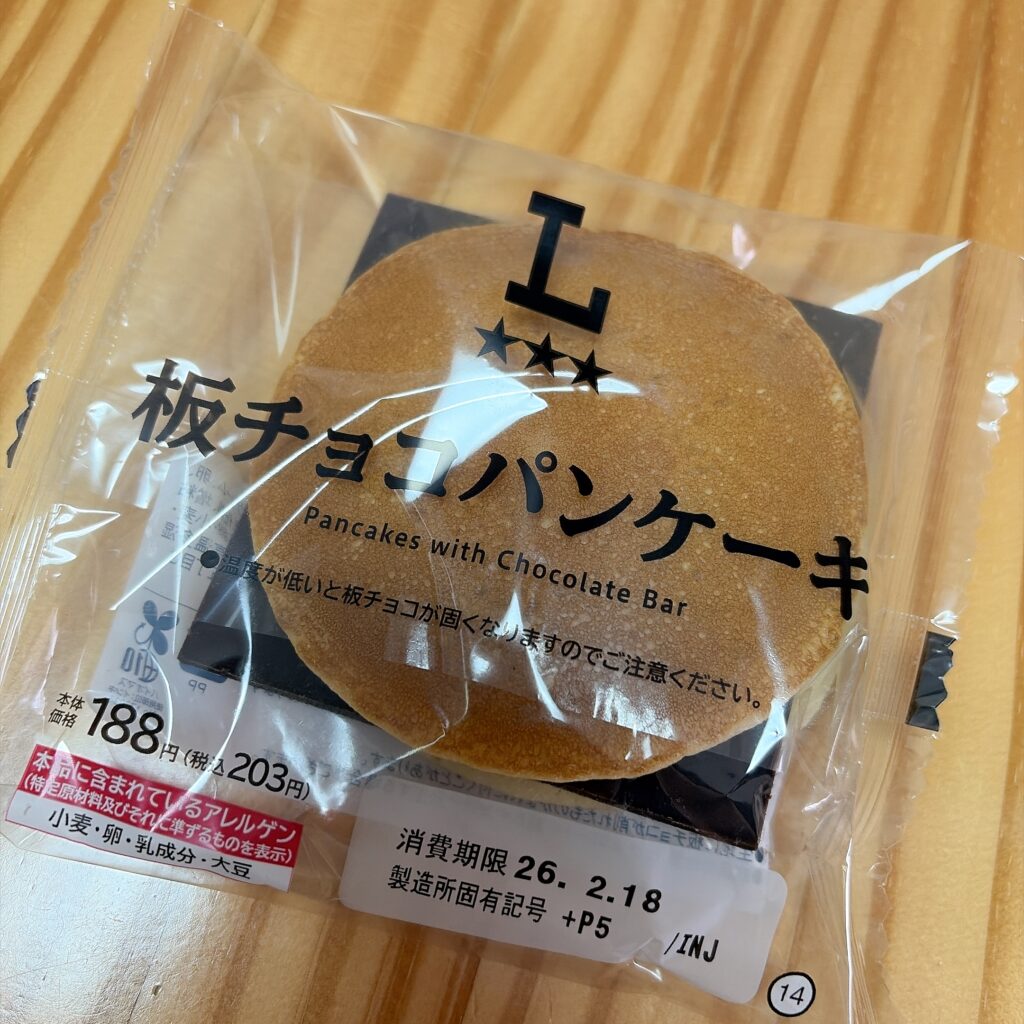 L
★★★
板チョコパンケーキ
Pancakes with Chocolate Bar
●温度が低いと板チョコが固くなりますのでご注意ください。
本体価格188円(税込203円)
本品に含まれているアレルゲン
(特定原材料及びそれに準ずるものを表示)
小麦・卵・乳成分・大豆
消費期限 26. 2.18
製造所固有記号 +P5 /INJ
14
PP